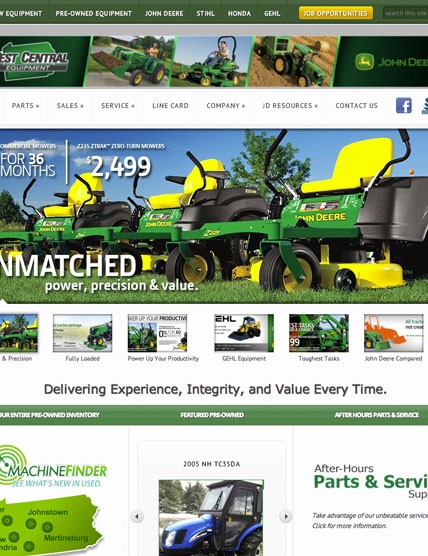 EQUIPMENT PRE-OWNED EQUIPMENT JOHN DEERE STIHL HONDA GEHL JOB OPPORTUNITIES search this site
CENTRAL
EQUIPMENT
JOHN DEERE
PARTS » SALES » SERVICE » LINE CARD COMPANY » JD RESOURCES » CONTACT US
COMMERCIAL MOWERS
FOR 36
MONTHS
Z235 ZTRAK™ ZERO-TURN MOWERS
$2,499
JOHN DEERE
NMATCHED
power, precision & value.
& Precision
Fully Loaded
Power Up Your Productivity
GEHL Equipment
Toughest Tasks
John Deere Compared
Delivering Experience, Integrity, and Value Every Time.
OUR ENTIRE PRE-OWNED INVENTORY
FEATURED PRE-OWNED
AFTER HOURS PARTS & SERVICE
MACHINEFINDER
SEE WHAT'S NEW IN USED.
Johnstown
Martinsburg
2005 NH TC35DA
After-Hours
Parts & Servi
Take advantage of our unbeatable service
Click for more information.